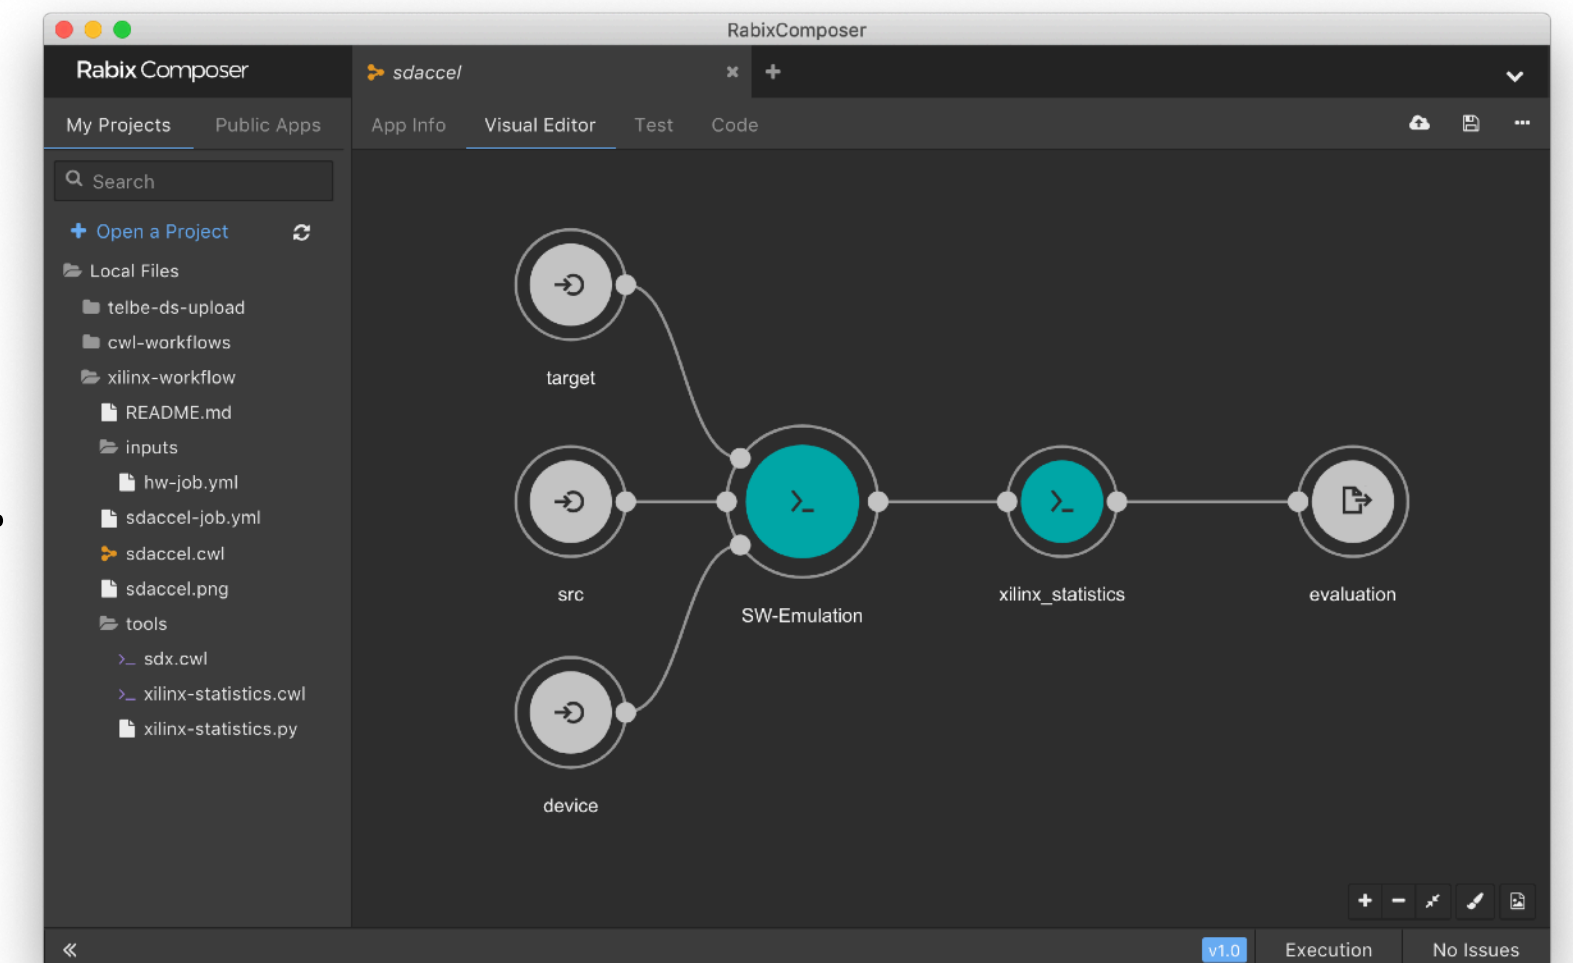 RabixComposer
Rabix Composer
sdaccel
My Projects
Public Apps
App Info
Visual Editor
Test
Code
Search
Open a Project
Local Files
telbe-ds-upload
cwl-workflows
xilinx-workflow
README.md
inputs
hw-job.yml
sdaccel-job.yml
sdaccel.cwl
sdaccel.png
tools
sdx.cwl
xilinx-statistics.cwl
xilinx-statistics.py
target
src
SW-Emulation
xilinx_statistics
evaluation
device
v1.0
Execution
No Issues